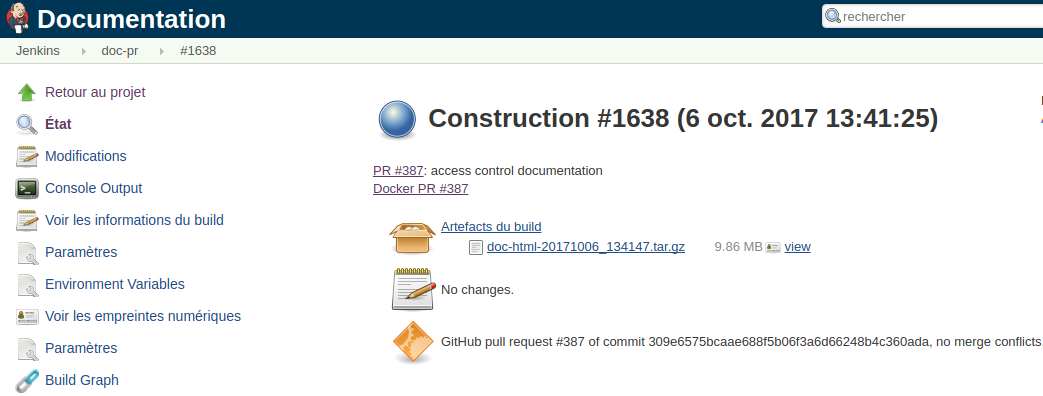 Documentation
rechercher
Jenkins doc-pr #1638
Retour au projet
État
Modifications
Console Output
Voir les informations du build
Paramètres
Environment Variables
Voir les empreintes numériques
Paramètres
Build Graph
Construction #1638 (6 oct. 2017 13:41:25)
PR #387: access control documentation
Docker PR #387
Artefacts du build
doc-html-20171006_134147.tar.gz 9.86 MB view
No changes.
GitHub pull request #387 of commit 309e6575bcaae688f5b06f3a6d66248b4c360ada, no merge conflicts.